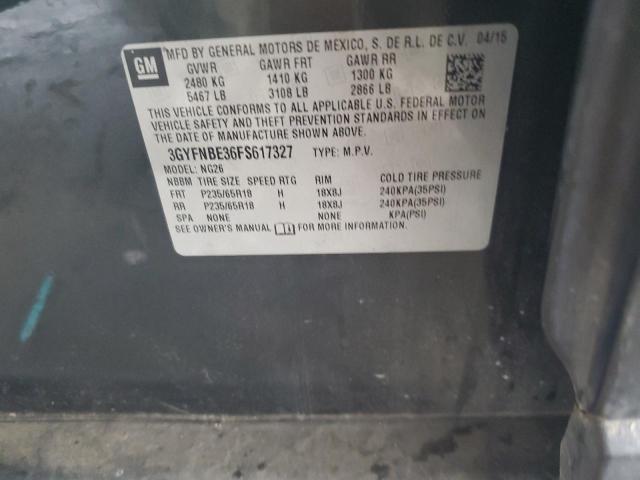 GM
MFD BY GENERAL MOTORS DE MEXICO, S. DE R.L. DE C.V. 04/15
GVWR GAWR FRT GAWR RR
2480 KG 1410 KG 1300 KG
5467 LB 3108 LB 2866 LB
THIS VEHICLE CONFORMS TO ALL APPLICABLE U.S. FEDERAL MOTOR
VEHICLE SAFETY AND THEFT PREVENTION STANDARDS IN EFFECT ON
THE DATE OF MANUFACTURE SHOWN ABOVE.
3GYFNBE36FS617327 TYPE: M.P.V.
MODEL: NG26
NBBM TIRE SIZE SPEED RTG RIM COLD TIRE PRESSURE
FRT P235/65R18 H 18X8J 240KPA(35PSI)
RR P235/65R18 H 18X8J 240KPA(35PSI)
SPA NONE NONE KPA(PSI)
SEE OWNER'S MANUAL FOR MORE INFORMATION.